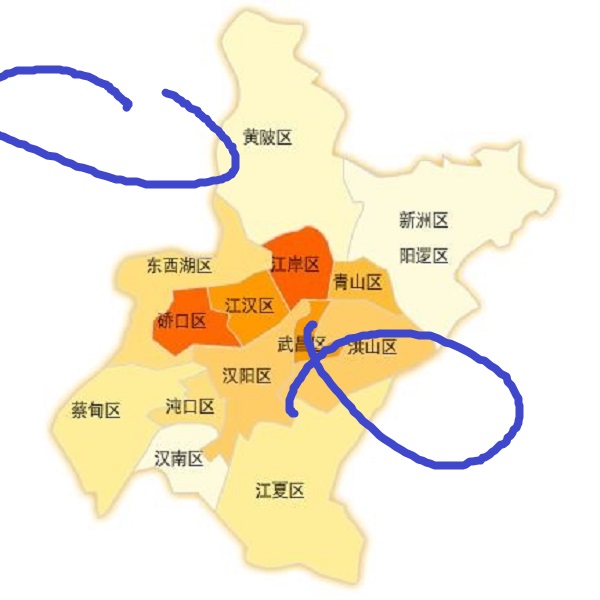 黄陂区
新洲区
阳逻区
东西湖区
江岸区
青山区
江汉区
硚口区
武昌区
洪山区
汉阳区
蔡甸区
沌口区
汉南区
江夏区